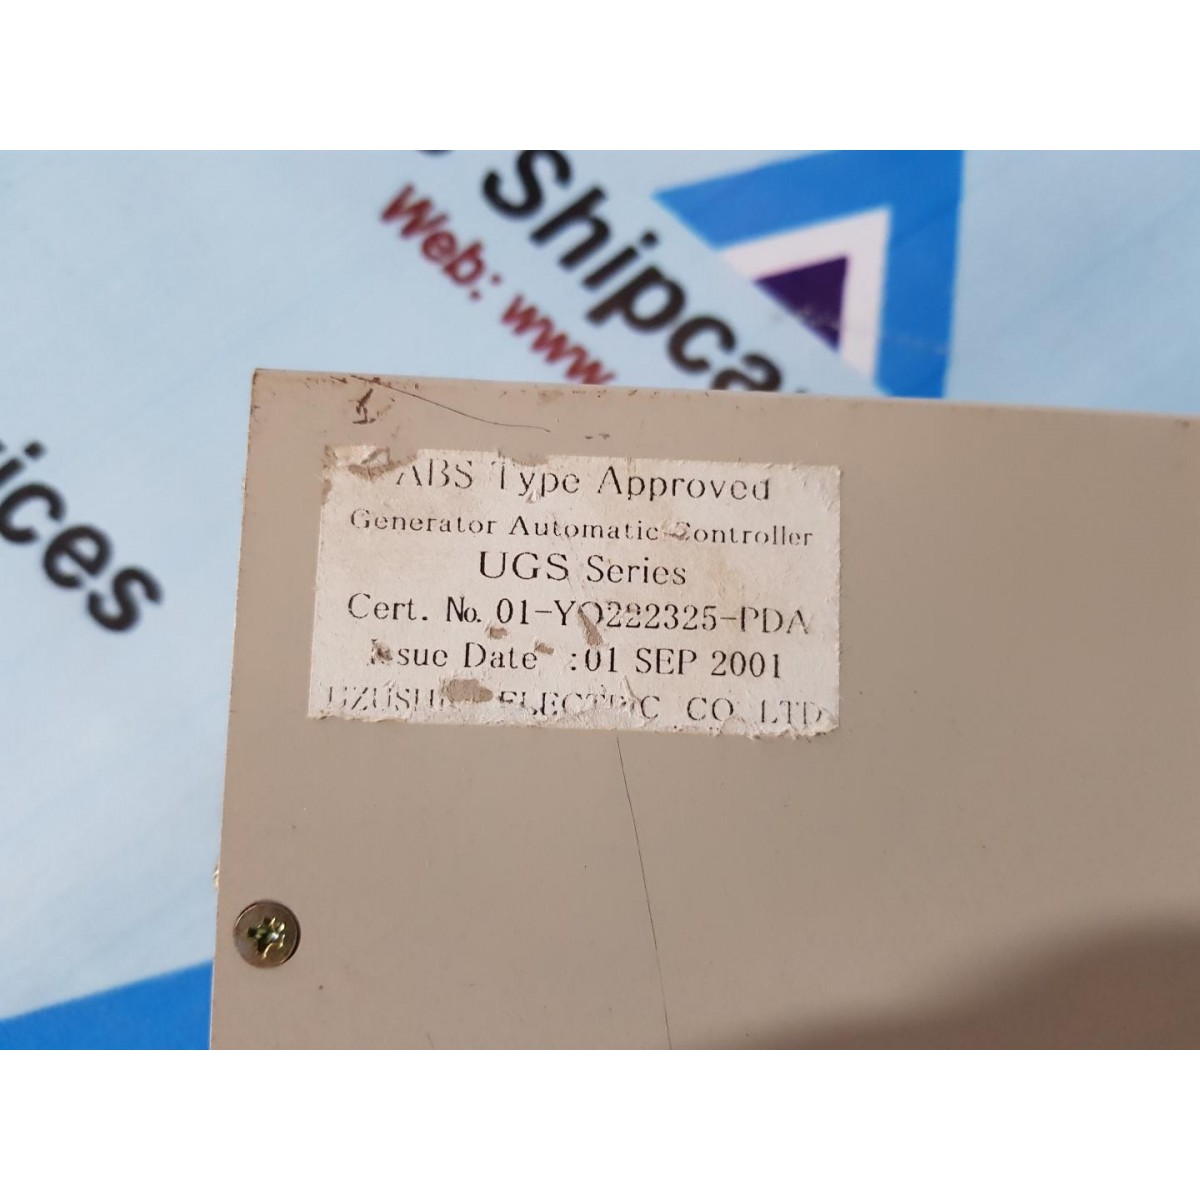 Shipca
Web: www.
ices
ABS Type Approved
Generator Automatic Controller
UGS Series
Cert. No. 01-YO222325-PDA
Issue Date :01 SEP 2001
ELECTRIC CO. LTD